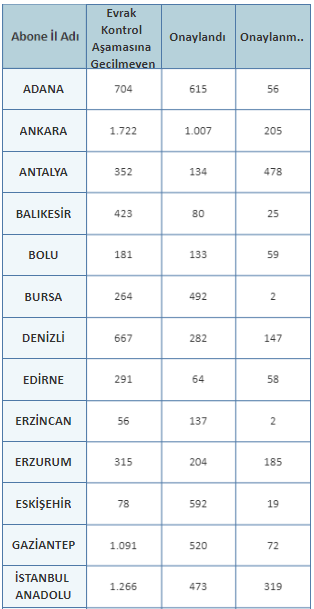 Abone İl Adı Evrak Kontrol Aşamasına Gecilmeyen Onaylandı Onaylanm..
ADANA 704 615 56
ANKARA 1.722 1.007 205
ANTALYA 352 134 478
BALIKESİR 423 80 25
BOLU 181 133 59
BURSA 264 492 2
DENİZLİ 667 282 147
EDİRNE 291 64 58
ERZİNCAN 56 137 2
ERZURUM 315 204 185
ESKİŞEHİR 78 592 19
GAZİANTEP 1.091 520 72
İSTANBUL ANADOLU 1.266 473 319